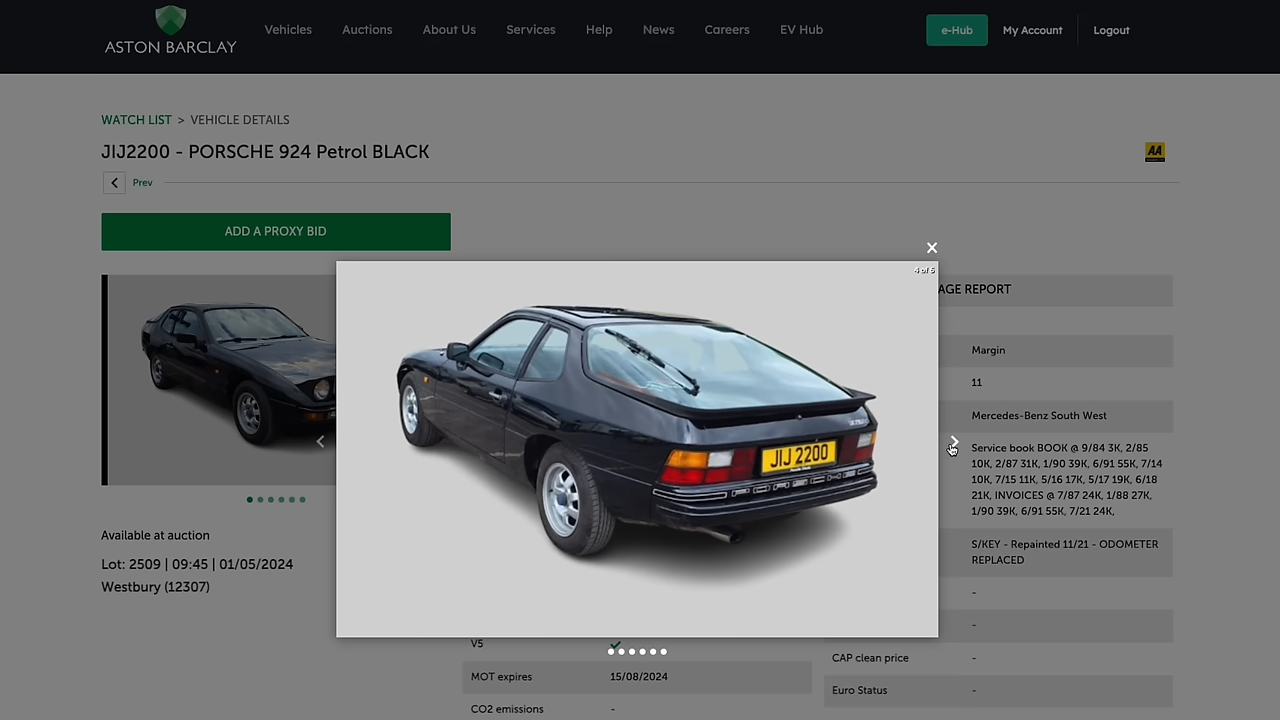 ASTON BARCLAY
Vehicles
Auctions
About Us
Services
Help
News
Careers
EV Hub
e-Hub
My Account
Logout
WATCH LIST > VEHICLE DETAILS
JIJ2200 - PORSCHE 924 Petrol BLACK
AA
Prev
ADD A PROXY BID
4 of 6
JIJ 2200
AGE REPORT
Margin
11
Mercedes-Benz South West
Service book BOOK @ 9/84 3K, 2/85
10K, 2/87 31K, 1/90 39K, 6/91 55K, 7/14
10K, 7/15 11K, 5/16 17K, 5/17 19K, 6/18
21K, INVOICES @ 7/87 24K, 1/88 27K,
1/90 39K, 6/91 55K, 7/21 24K,
S/KEY - Repainted 11/21 - ODOMETER
REPLACED
-
-
CAP clean price -
Euro Status -
Available at auction
Lot: 2509 | 09:45 | 01/05/2024
Westbury (12307)
V5
MOT expires 15/08/2024
CO2 emissions -